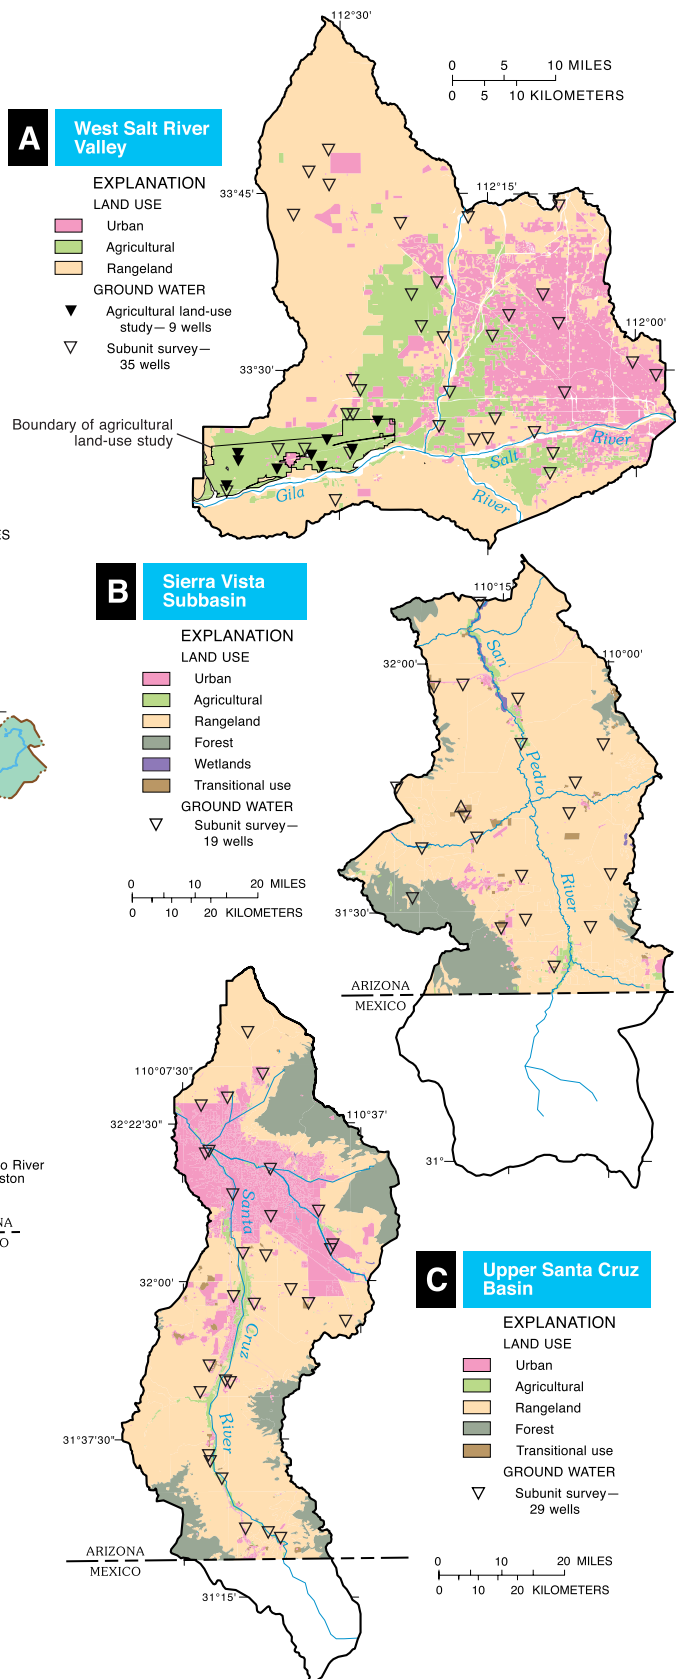 112°30'
0 5 10 MILES
0 5 10 KILOMETERS
A
West Salt River
Valley
EXPLANATION
LAND USE
Urban
Agricultural
Rangeland
GROUND WATER
Agricultural land-use
study—9 wells
Subunit survey—
35 wells
33°45'
112°15'
112°00'
33°30'
Boundary of agricultural
land-use study
Gila
Salt
River
River
ES
B
Sierra Vista
Subbasin
EXPLANATION
LAND USE
Urban
Agricultural
Rangeland
Forest
Wetlands
Transitional use
GROUND WATER
Subunit survey—
19 wells
0 10 20 MILES
0 10 20 KILOMETERS
110°15'
32°00'
110°00'
San
Pedro
River
31°30'
ARIZONA
MEXICO
31°
110°07'30"
32°22'30"
110°37'
o River
ston
NA
O
Santa
Cruz
River
32°00'
31°37'30"
ARIZONA
MEXICO
31°15'
C
Upper Santa Cruz
Basin
EXPLANATION
LAND USE
Urban
Agricultural
Rangeland
Forest
Transitional use
GROUND WATER
Subunit survey—
29 wells
0 10 20 MILES
0 10 20 KILOMETERS